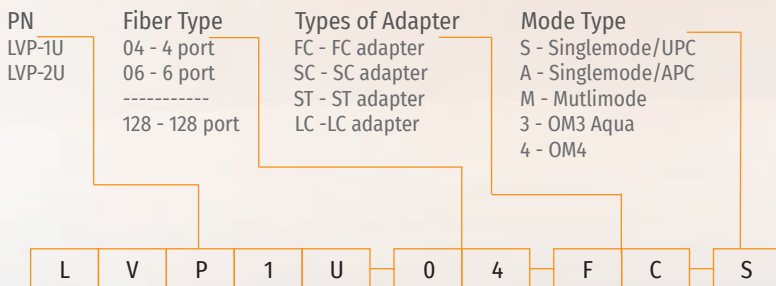 PN
LVP-1U
LVP-2U
Fiber Type
04 - 4 port
06 - 6 port
-----------
128 - 128 port
Types of Adapter
FC - FC adapter
SC - SC adapter
ST - ST adapter
LC -LC adapter
Mode Type
S - Singlemode/UPC
A - Singlemode/APC
M - Mutlimode
3 - OM3 Aqua
4 - OM4
L V P 1 U - 0 4 - F C - S